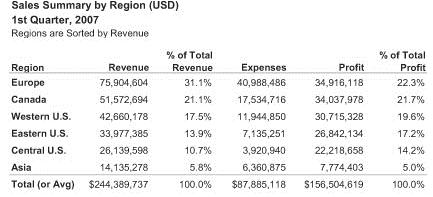 Sales Summary by Region (USD)
1st Quarter, 2007
Regions are Sorted by Revenue
% of Total % of Total
Region Revenue Revenue Expenses Profit Profit
Europe 75,904,604 31.1% 40,988,486 34,916,118 22.3%
Canada 51,572,694 21.1% 17,534,716 34,037,978 21.7%
Western U.S. 42,660,178 17.5% 11,944,850 30,715,328 19.6%
Eastern U.S. 33,977,385 13.9% 7,135,251 26,842,134 17.2%
Central U.S. 26,139,598 10.7% 3,920,940 22,218,658 14.2%
Asia 14,135,278 5.8% 6,360,875 7,774,403 5.0%
Total (or Avg) $244,389,737 100.0% $87,885,118 $156,504,619 100.0%